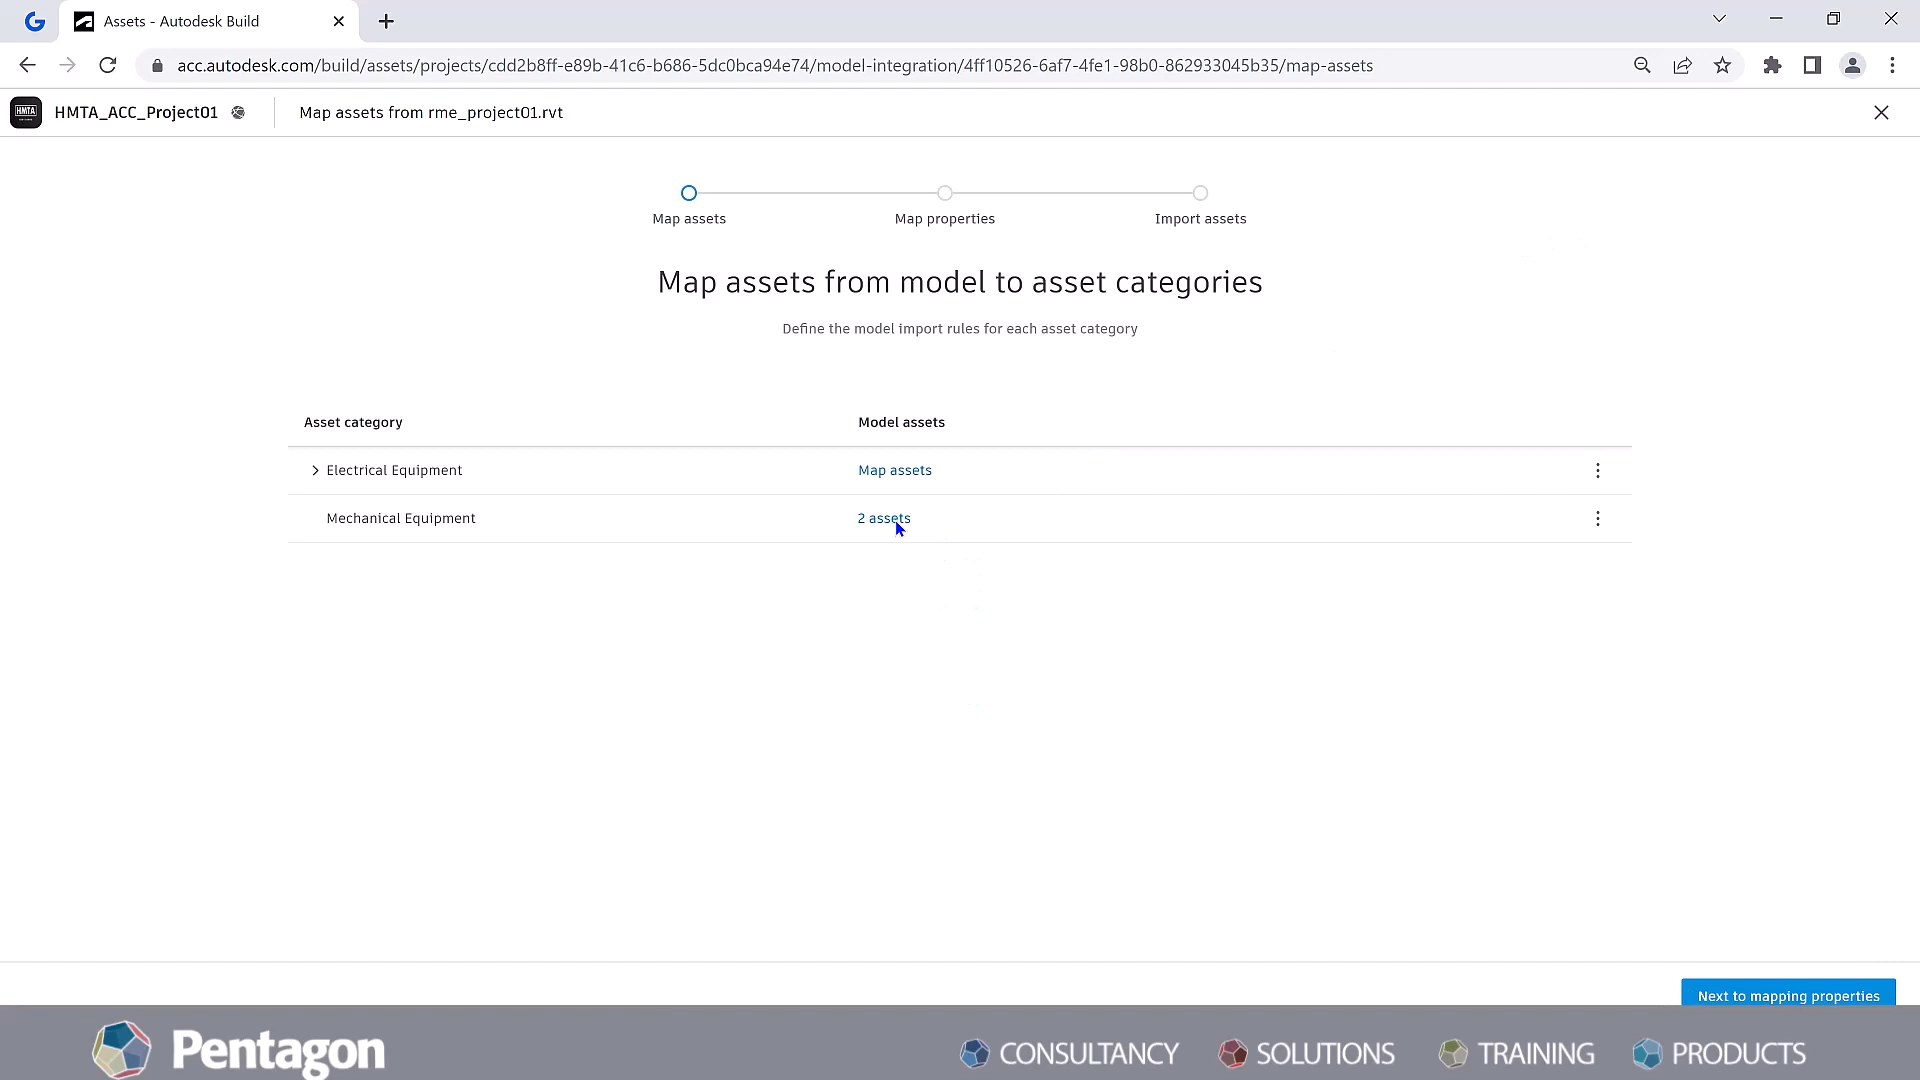 Assets - Autodesk Build
acc.autodesk.com/build/assets/projects/cdd2b8ff-e89b-41c6-b686-5dc0bca94e74/model-integration/4ff10526-6af7-4fe1-98b0-862933045b35/map-assets
HMTA
HMTA_ACC_Project01
Map assets from rme_project01.rvt
Map assets
Map properties
Import assets
Map assets from model to asset categories
Define the model import rules for each asset category
Asset category
Model assets
Electrical Equipment
Map assets
Mechanical Equipment
2 assets
Next to mapping properties
Pentagon
CONSULTANCY
SOLUTIONS
TRAINING
PRODUCTS